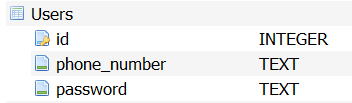 Users
id INTEGER
phone_number TEXT
password TEXT